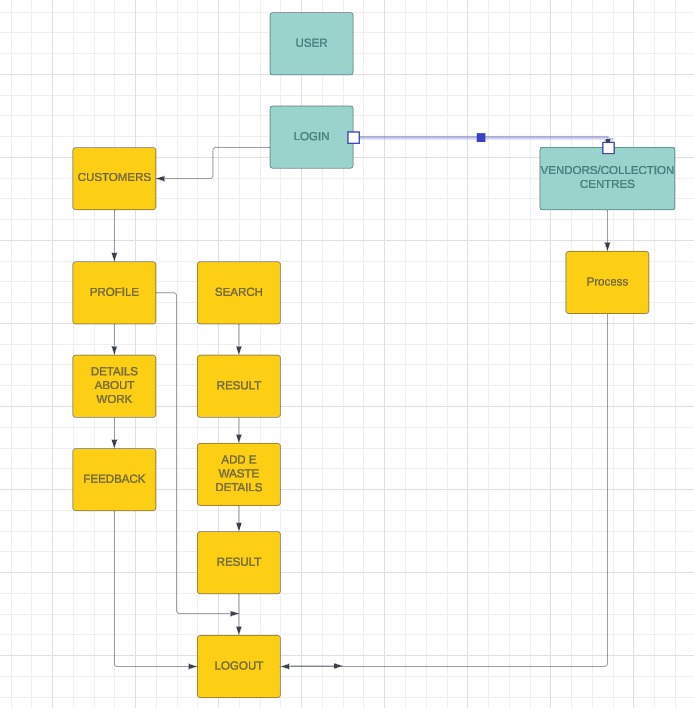 USER
LOGIN
CUSTOMERS
VENDORS/COLLECTION
CENTRES
PROFILE
SEARCH
Process
DETAILS
ABOUT
WORK
RESULT
FEEDBACK
ADD E
WASTE
DETAILS
RESULT
LOGOUT